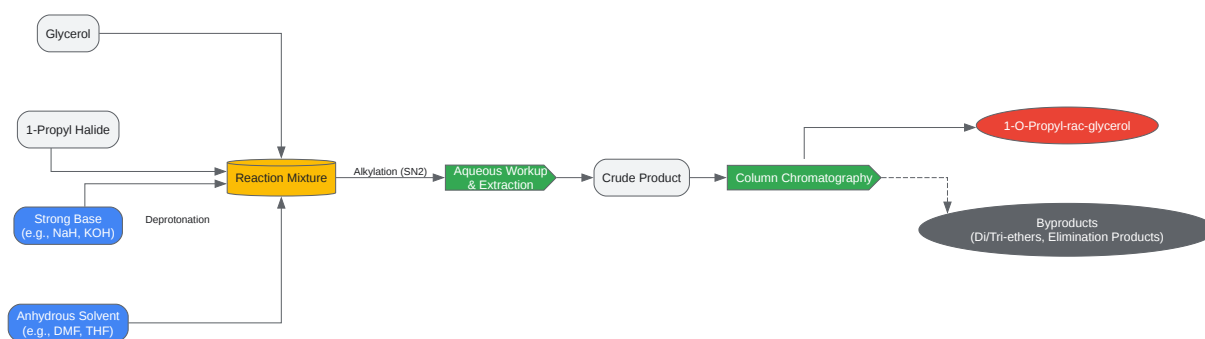 Glycerol
1-Propyl Halide
Strong Base
(e.g., NaH, KOH)
Deprotonation
Anhydrous Solvent
(e.g., DMF, THF)
Reaction Mixture
Alkylation (SN2)
Aqueous Workup
& Extraction
Crude Product
Column Chromatography
1-O-Propyl-rac-glycerol
Byproducts
(Di/Tri-ethers, Elimination Products)